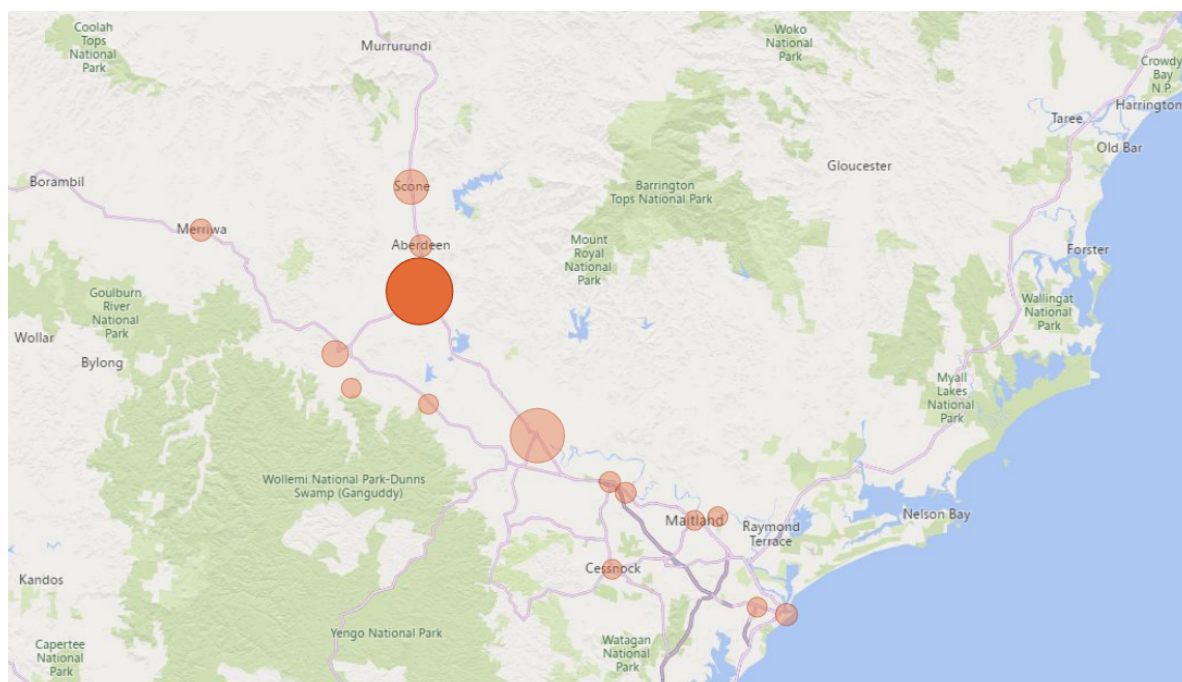 Coolah
Tops
National
Park
Murrurundi
Woko
National
Park
Crowdy
Bay
N.P.
Harrington
Taree
Old Bar
Gloucester
Borambil
Scone
Barrington
Tops National Park
Merriwa
Aberdeen
Mount
Royal
National
Park
Forster
Goulburn
River
National
Park
Wallingat
National
Park
Wollar
Bylong
Myall
Lakes
National
Park
Wollemi National Park-Dunns
Swamp (Ganguddy)
Nelson Bay
Maitland
Raymond
Terrace
Kandos
Cessnock
Yengo National Park
Watagan
National
Park
Capertee
National
Park